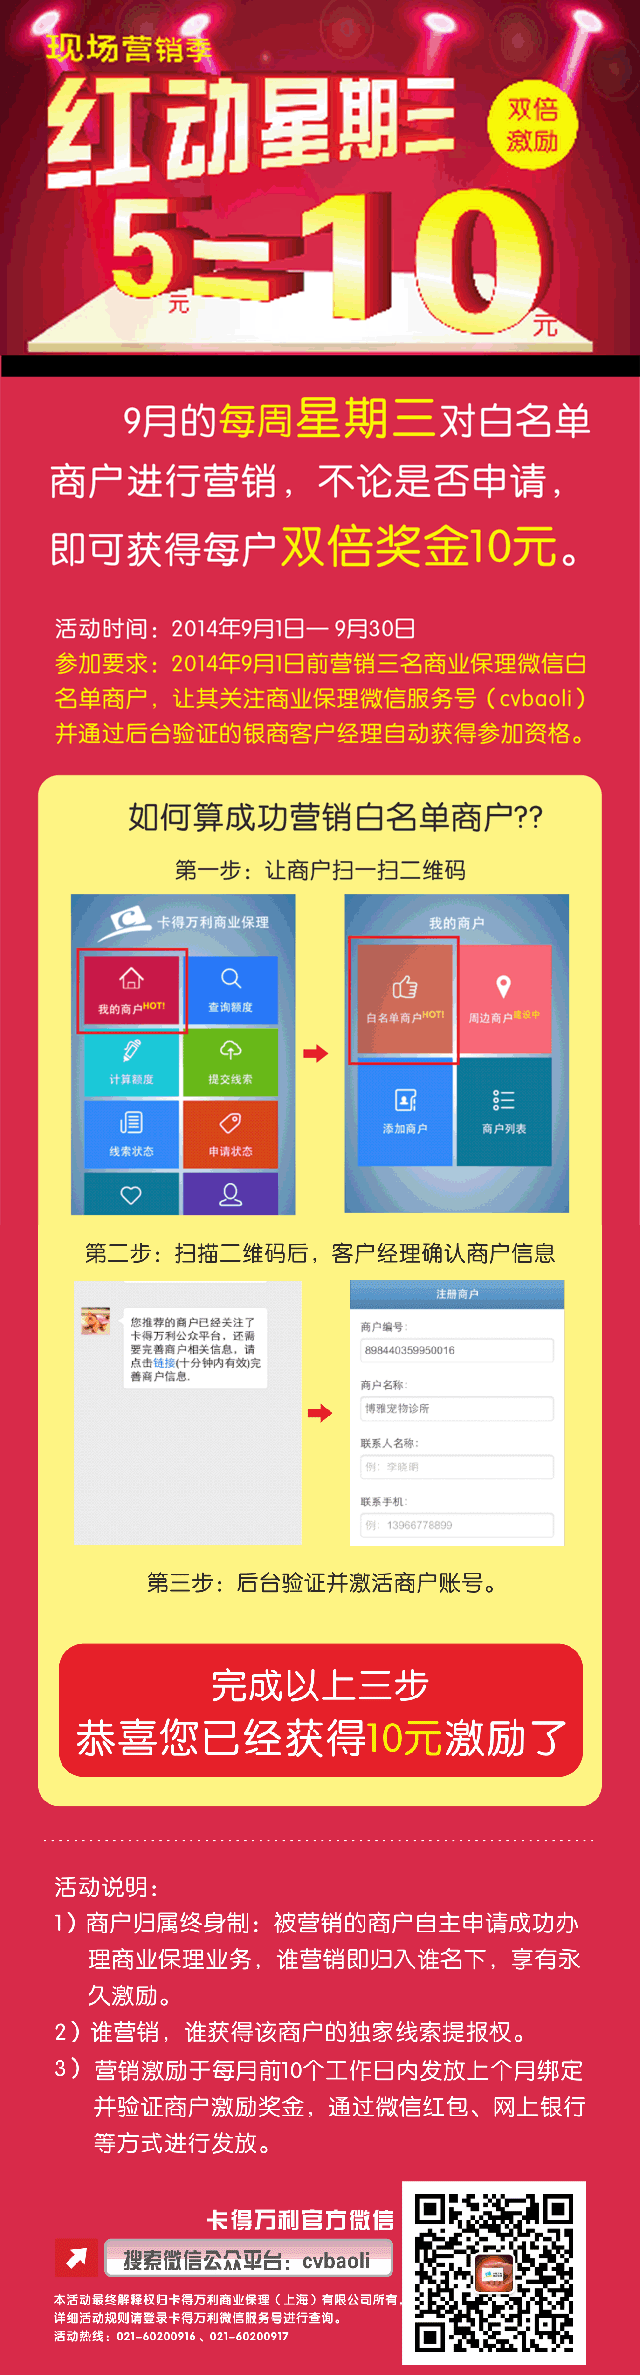 现场营销季
红动星期三
双倍
激励
5元=10元
9月的每周星期三对白名单
商户进行营销，不论是否申请，
即可获得每户双倍奖金10元。
活动时间：2014年9月1日— 9月30日
参加要求：2014年9月1日前营销三名商业保理微信白
名单商户，让其关注商业保理微信服务号（cvbaoli）
并通过后台验证的银商客户经理自动获得参加资格。
如何算成功营销白名单商户??
第一步：让商户扫一扫二维码
卡得万利商业保理
我的商户HOT!
查询额度
计算额度
提交线索
线索状态
申请状态
我的商户
白名单商户HOT!
周边商户建设中
添加商户
商户列表
第二步：扫描二维码后，客户经理确认商户信息
您推荐的商户已经关注了
卡得万利公众平台，还需
要完善商户相关信息，请
点击链接(十分钟内有效)完
善商户信息.
注册商户
商户编号:
898440359950016
商户名称:
博雅宠物诊所
联系人名称:
例：李晓明
联系手机:
例：13966778899
第三步：后台验证并激活商户账号。
完成以上三步
恭喜您已经获得10元激励了
活动说明：
1）商户归属终身制：被营销的商户自主申请成功办
理商业保理业务，谁营销即归入谁名下，享有永
久激励。
2）谁营销，谁获得该商户的独家线索提报权。
3）营销激励于每月前10个工作日内发放上个月绑定
并验证商户激励奖金，通过微信红包、网上银行
等方式进行发放。
卡得万利官方微信
搜索微信公众平台：cvbaoli
本活动最终解释权归卡得万利商业保理（上海）有限公司所有，
详细活动规则请登录卡得万利微信服务号进行查询。
活动热线：021-60200916、021-60200917